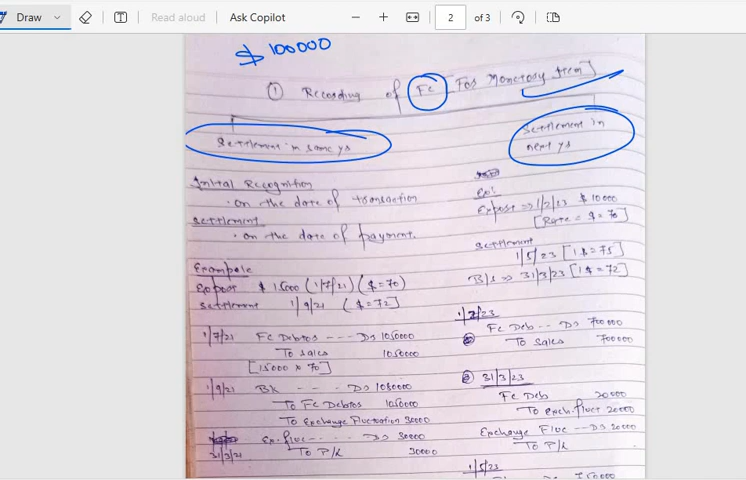 Draw
Read aloud
Ask Copilot
2
of 3
$ 100000
① Recording of FC [For Monetary Item]
Settlement in same yr
Settlement in
next yr
Initial Recognition
· on the date of transaction
Settlement
· on the date of payment.
Example
Export $ 15000 (1/7/21) ($=70)
Settlement 1/9/21 ($=72]
1/7/21 FC Debtos --- Dr 1050000
To sales 1050000
[15000 × 70]
1/9/21 BK - - - Dr 1080000
To FC Debtos 1050000
To Exchange Fluctuation 30000
Ex. fluc ---- Dr 30000
31/3/21 To P/L 30000
Export ⇒ 1/2/23 $ 10000
[Rate = $ = 70]
Settlement
1/5/23 [1$ = 75]
B/S ⇒ 31/3/23 [1$ = 72]
FC Deb -- Dr 700000
To sales 700000
② 31/3/23
FC Deb 20000
To exch. fluct 20000
Exchange Fluc -- Dr 20000
To P/L
1/5/23